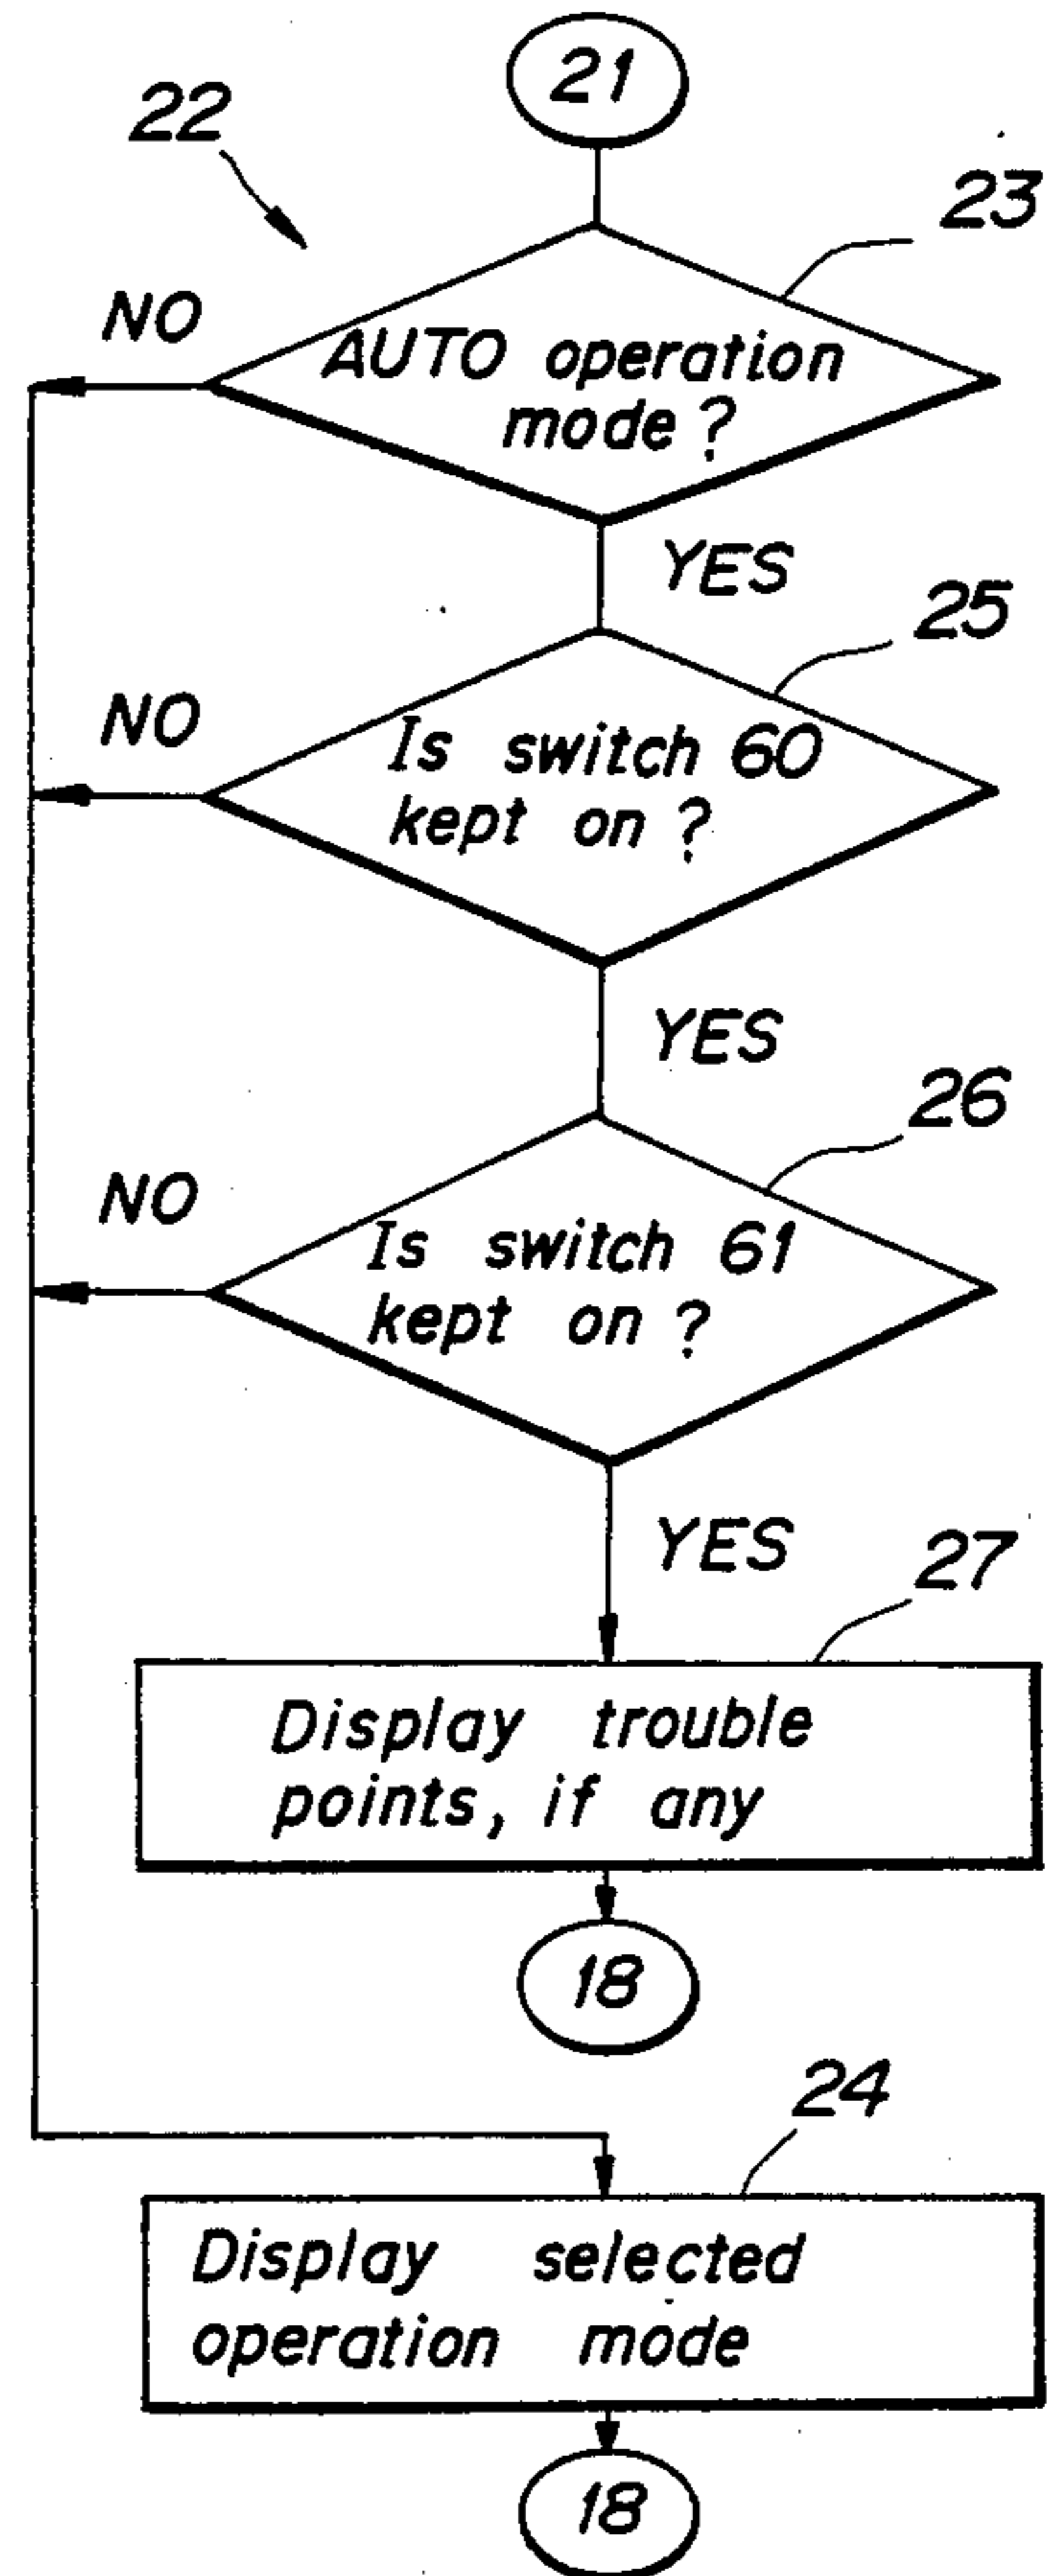 21
22
23
NO
AUTO operation
mode?
YES
25
NO
Is switch 60
kept on?
YES
26
NO
Is switch 61
kept on?
YES
27
Display trouble
points, if any
18
24
Display selected
operation mode
18